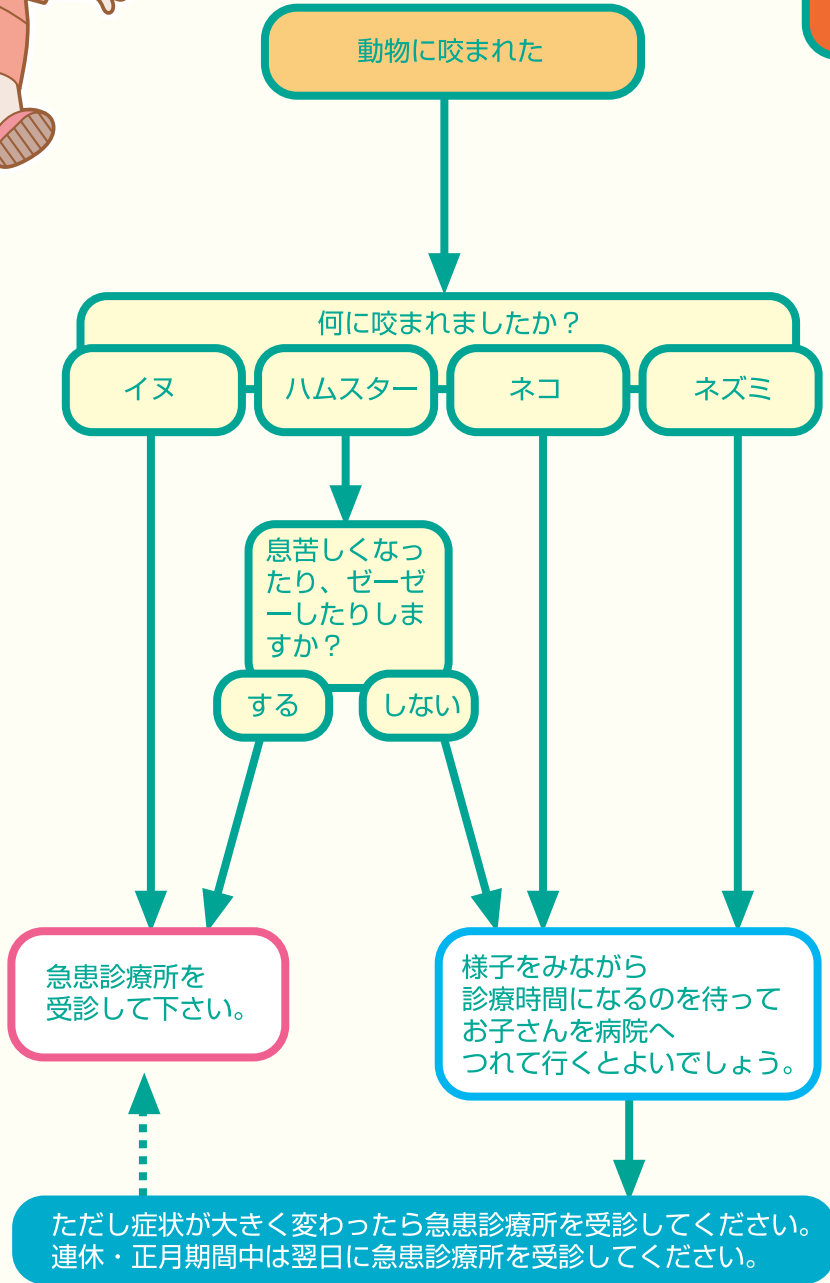 動物に咬まれた
何に咬まれましたか？
イヌ
ハムスター
ネコ
ネズミ
息苦しくなっ
たり、ゼーゼ
ーしたりしま
すか？
する
しない
急患診療所を
受診して下さい。
様子をみながら
診療時間になるのを待って
お子さんを病院へ
つれて行くとよいでしょう。
ただし症状が大きく変わったら急患診療所を受診してください。
連休・正月期間中は翌日に急患診療所を受診してください。